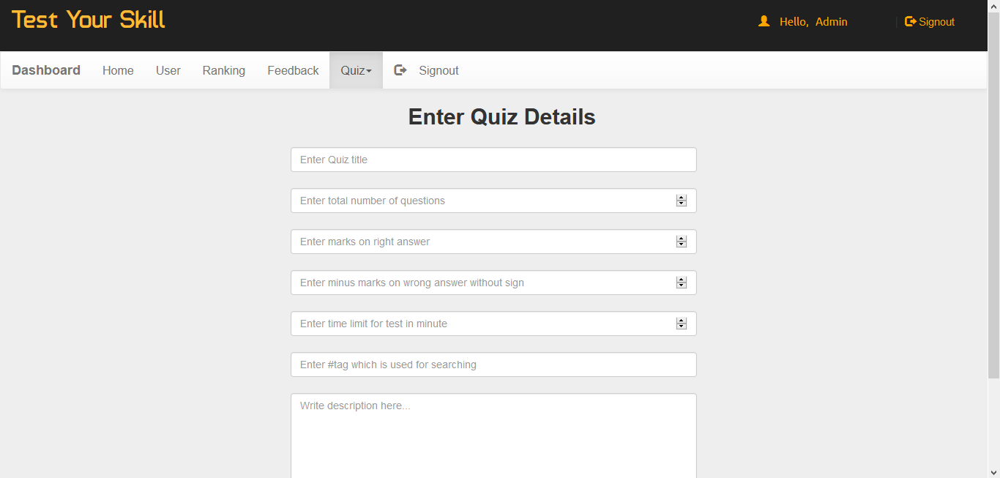 Test Your Skill
Hello, Admin
Signout
Dashboard Home User Ranking Feedback Quiz Signout
Enter Quiz Details
Enter Quiz title
Enter total number of questions
Enter marks on right answer
Enter minus marks on wrong answer without sign
Enter time limit for test in minute
Enter #tag which is used for searching
Write description here...